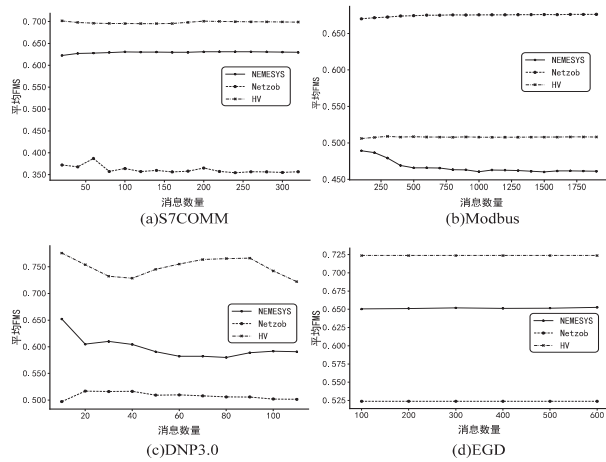 0.700
0.650
0.600
0.550
0.500
0.450
0.400
0.350
平均FMS
NEMESYS
Netzob
HV
50 100 150 200 250 300
消息数量
(a)S7COMM
0.650
0.600
0.550
0.500
0.450
平均FMS
NEMESYS
Netzob
HV
250 500 750 1000 1250 1500 1750
消息数量
(b)Modbus
0.750
0.700
0.650
0.600
0.550
0.500
平均FMS
NEMESYS
Netzob
HV
20 40 60 80 100
消息数量
(c)DNP3.0
0.725
0.700
0.675
0.650
0.625
0.600
0.575
0.550
0.525
平均FMS
NEMESYS
Netzob
HV
100 200 300 400 500 600
消息数量
(d)EGD